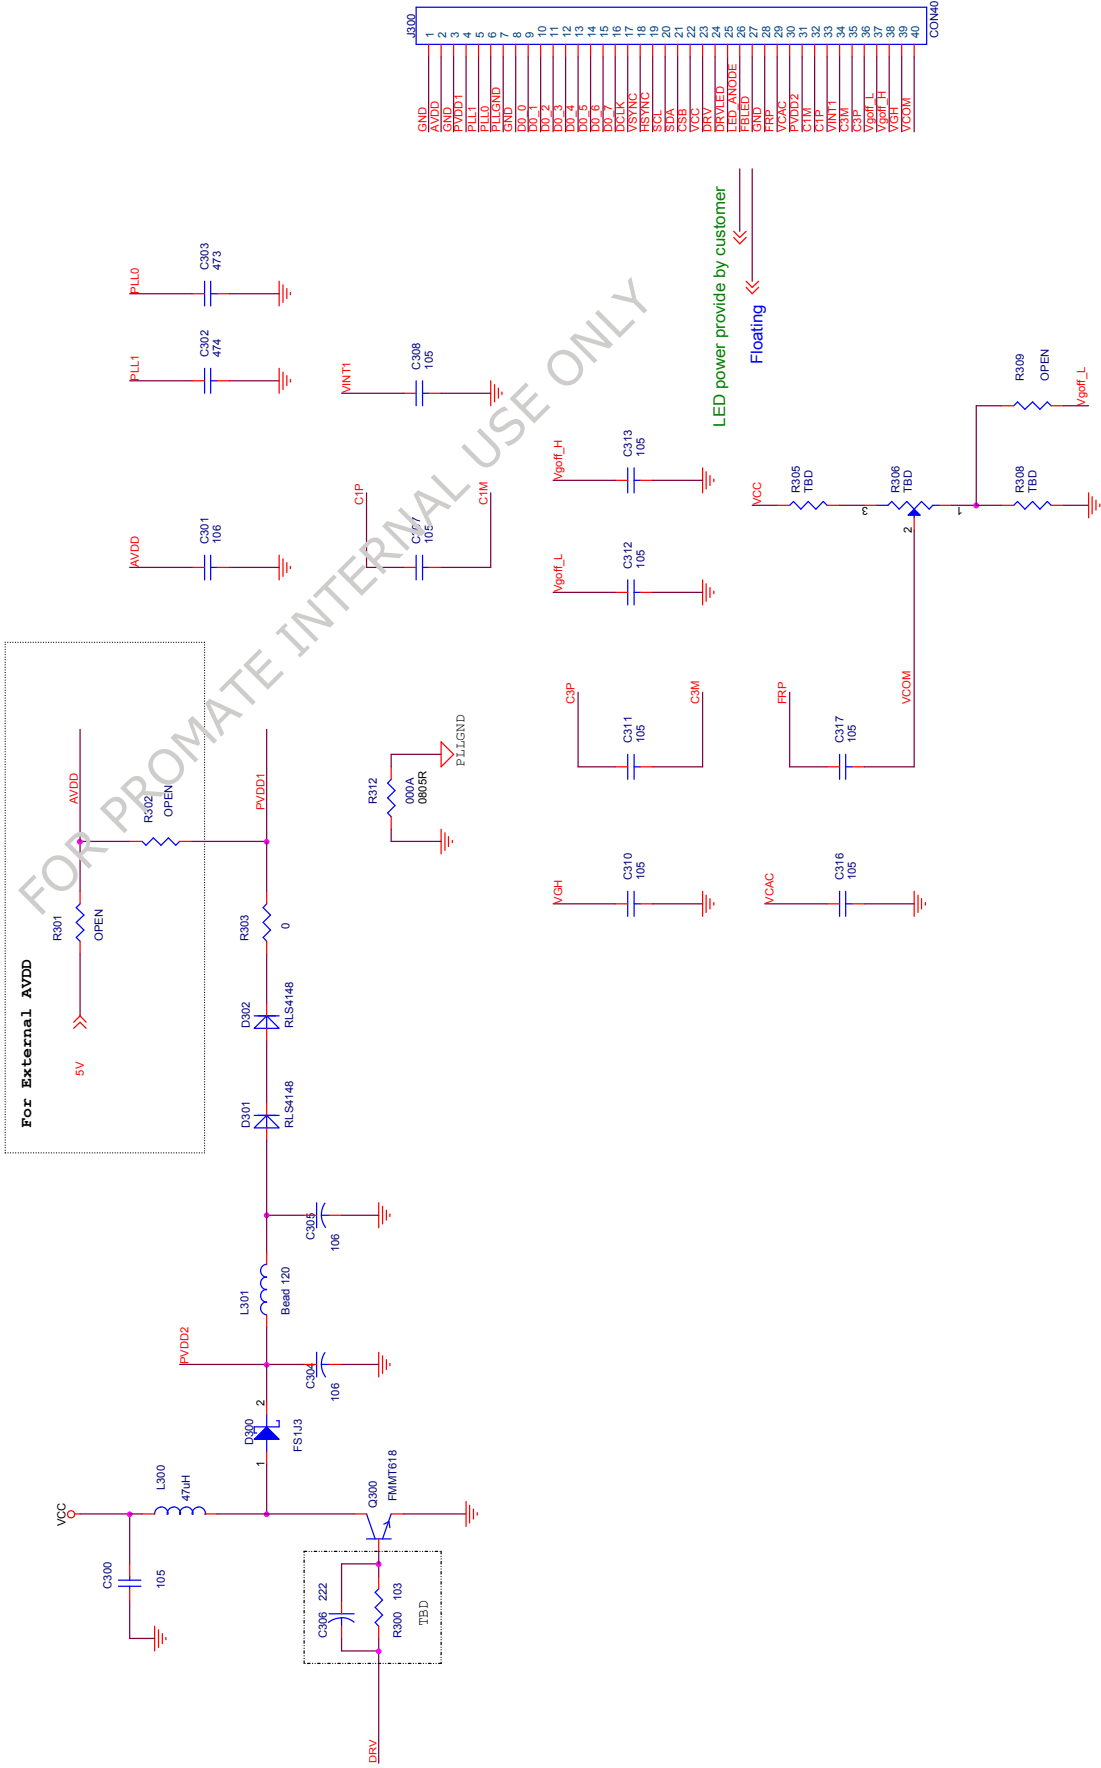 For External AVDD
5V
R301
OPEN
AVDD
R302
OPEN
PVDD1
R303
0
D302
RLS4148
D301
RLS4148
C305
106
L301
Bead 120
PVDD2
C304
106
D300
FS1J3
1
2
VCC
L300
47uH
C300
105
Q300
FMMT618
C306
222
R300
103
TBD
DRV
AVDD
C301
106
PLL1
C302
474
PLL0
C303
473
C1P
C307
105
C1M
VINT1
C308
105
R312
000A
0805R
PLLGND
VGH
C310
105
C3P
C311
105
C3M
Vgoff_L
C312
105
Vgoff_H
C313
105
VCAC
C316
105
FRP
C317
105
VCOM
VCC
R305
TBD
R306
TBD
3
2
1
R308
TBD
R309
OPEN
Vgoff_L
LED power provide by customer
Floating
J300
CON40
GND 1
AVDD 2
GND 3
PVDD1 4
PLL1 5
PLL0 6
PLLGND 7
GND 8
D0_0 9
D0_1 10
D0_2 11
D0_3 12
D0_4 13
D0_5 14
D0_6 15
D0_7 16
DCLK 17
VSYNC 18
HSYNC 19
SCL 20
SDA 21
CSB 22
VCC 23
DRV 24
DRVLED 25
LED_ANODE 26
FBLED 27
GND 28
FRP 29
VCAC 30
PVDD2 31
C1M 32
C1P 33
VINT1 34
C3M 35
C3P 36
Vgoff_L 37
Vgoff_H 38
VGH 39
VCOM 40
FOR PROMATE INTERNAL USE ONLY